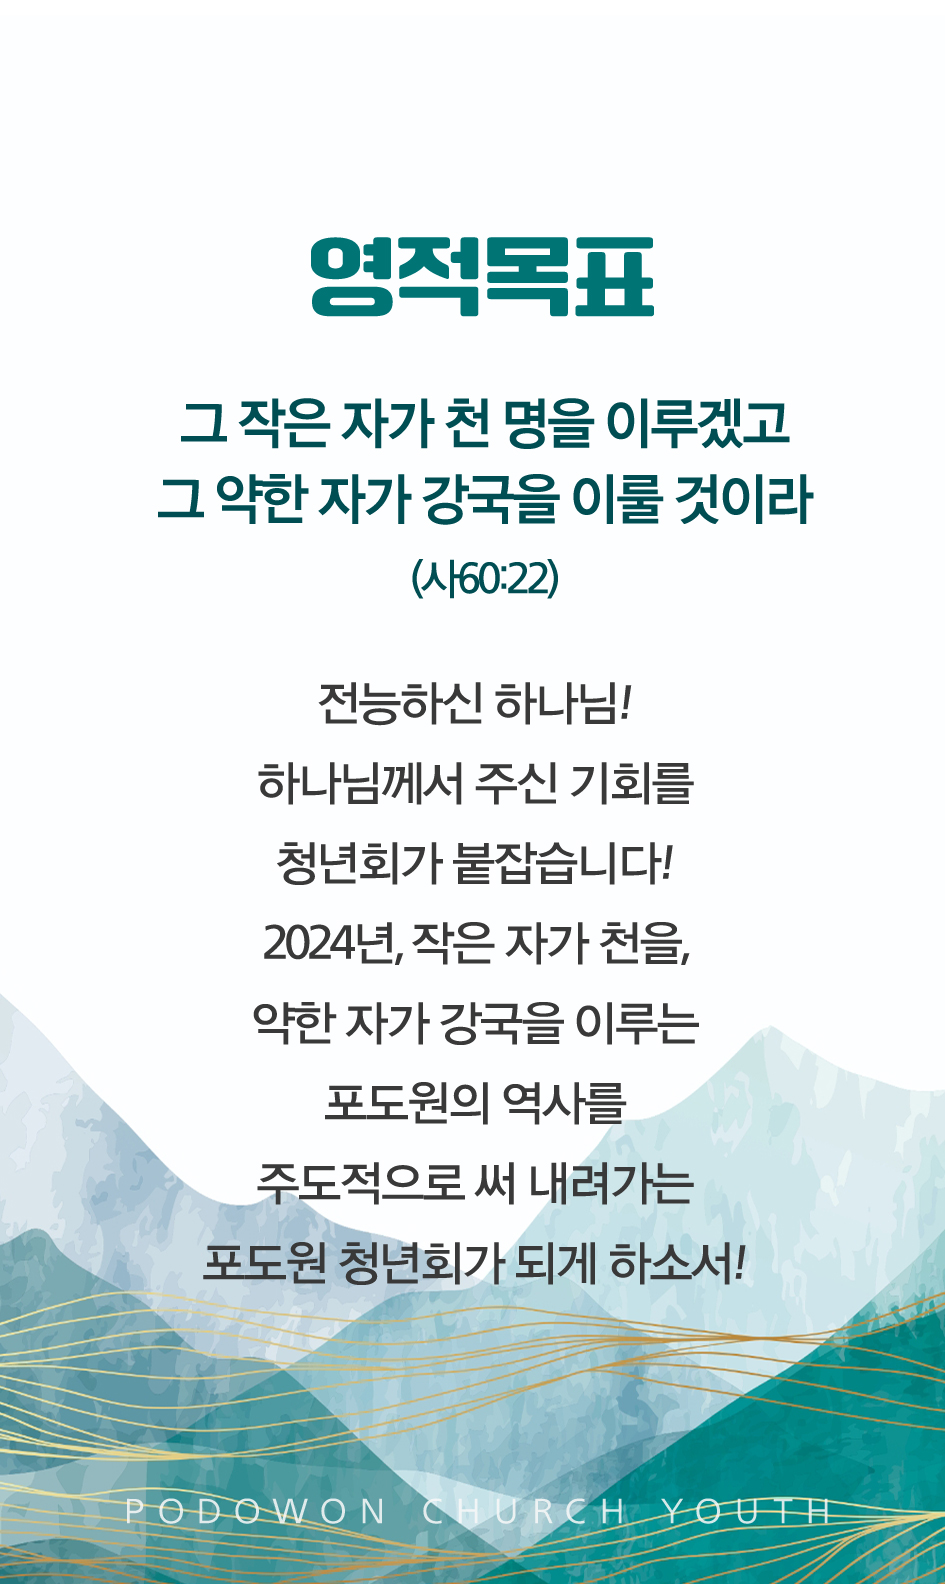 영적목표
그 작은 자가 천 명을 이루겠고
그 약한 자가 강국을 이룰 것이라
(사60:22)
전능하신 하나님!
하나님께서 주신 기회를
청년회가 붙잡습니다!
2024년, 작은 자가 천을,
약한 자가 강국을 이루는
포도원의 역사를
주도적으로 써 내려가는
포도원 청년회가 되게 하소서!
PODOWON CHURCH YOUTH